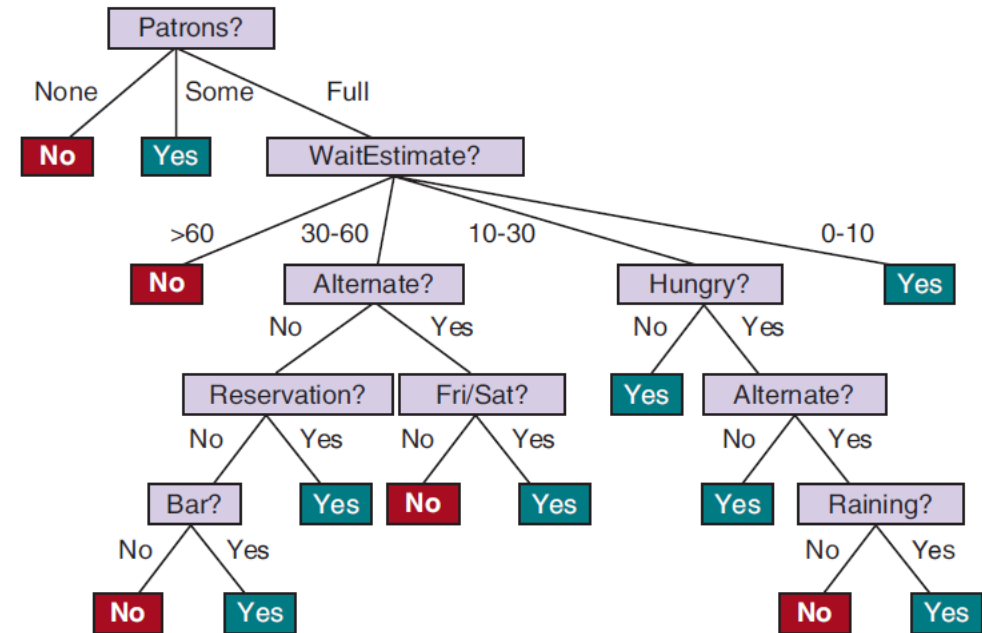 Patrons?
None Some Full
No Yes WaitEstimate?
>60 30-60 10-30 0-10
No Alternate? Hungry? Yes
No Yes No Yes
Reservation? Fri/Sat? Yes Alternate?
No Yes No Yes No Yes
Bar? Yes No Yes Yes Raining?
No Yes No Yes
No Yes No Yes